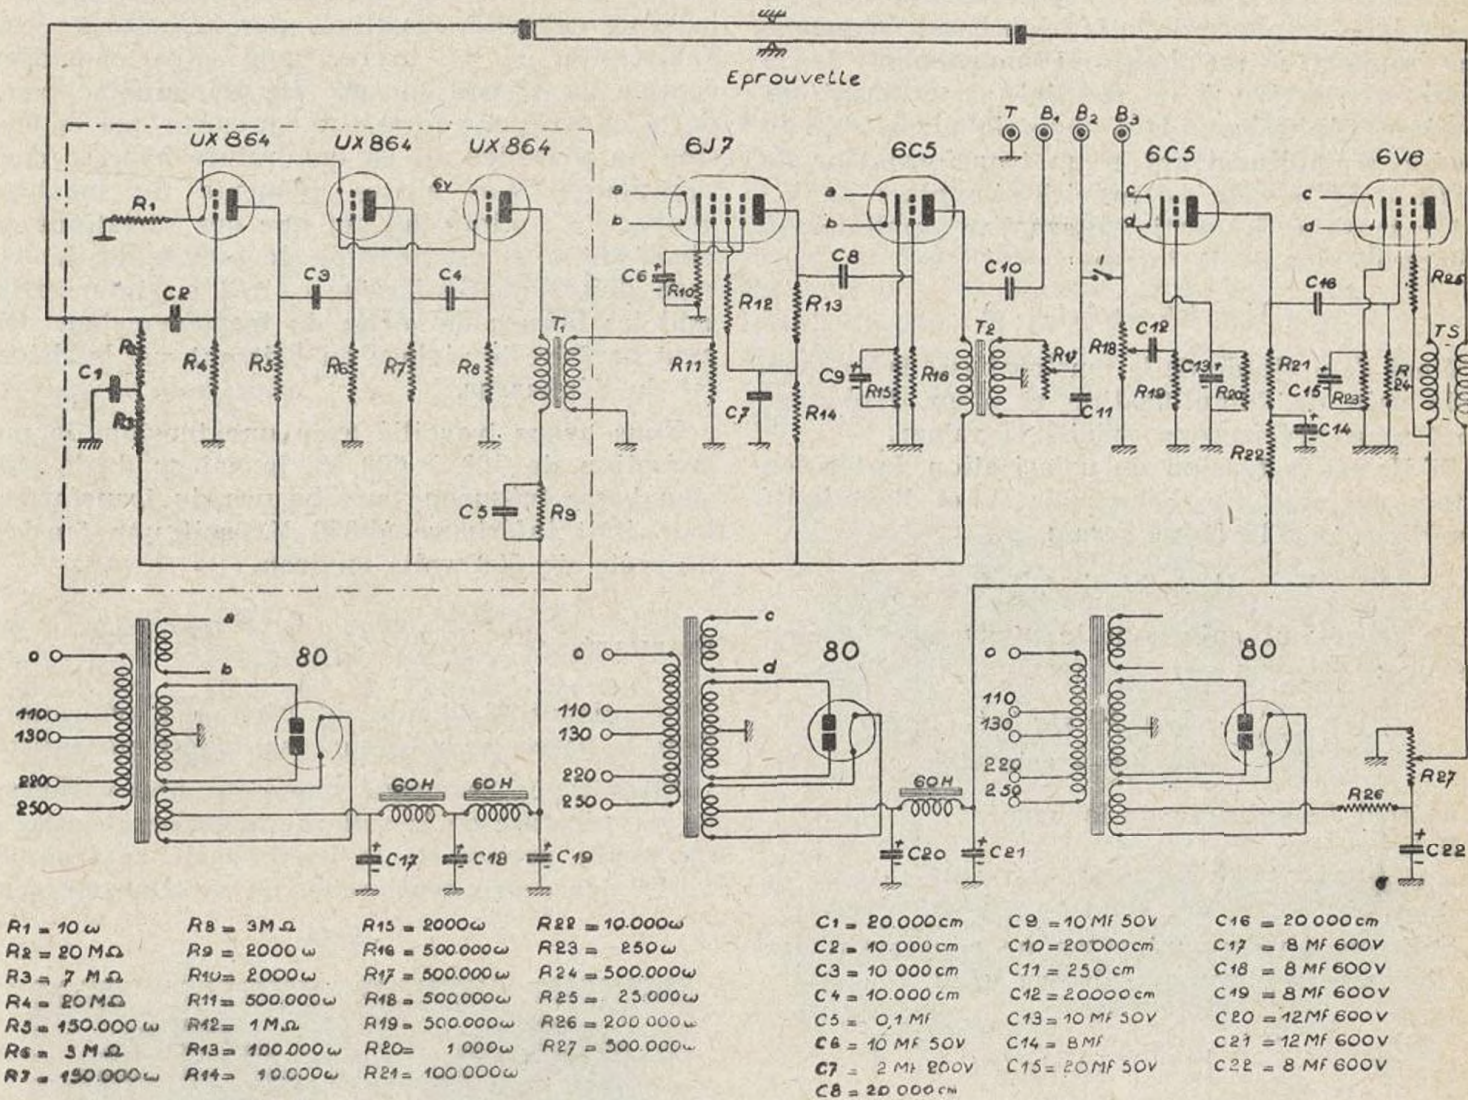 Eprouvette
T B1 B2 B3
UX 864 UX 864 UX 864 6J7 6C5 6C5 6V6
6V a b a b c d c d
R1
C2 C3 C4 C6 R10 R12 C8 R13 C10 C12 C16 R25
R2 C1 R3 R4 R5 R6 R7 R8 T1 R11 C7 R14 C9 R15 R16 T2 R17 C11 R18 R19 C13 R20 R21 R22 C14 C15 R23 R24 TS
C5 R9
a b 80 c d 80 80
0 110 130 220 250
0 110 130 220 250
0 110 130 220 250
60H 60H 60H R26 R27
C17 C18 C19 C20 C21 C22
R1 = 10 ω
R2 = 20 MΩ
R3 = 7 MΩ
R4 = 20 MΩ
R5 = 150.000 ω
R6 = 3 MΩ
R7 = 150.000 ω
R8 = 3 MΩ
R9 = 2000 ω
R10 = 2000 ω
R11 = 500.000 ω
R12 = 1 MΩ
R13 = 100.000 ω
R14 = 10.000 ω
R15 = 2000 ω
R16 = 500.000 ω
R17 = 500.000 ω
R18 = 500.000 ω
R19 = 500.000 ω
R20 = 1 000 ω
R21 = 100 000 ω
R22 = 10.000 ω
R23 = 250 ω
R24 = 500.000 ω
R25 = 25.000 ω
R26 = 200 000 ω
R27 = 500.000 ω
C1 = 20.000 cm
C2 = 10.000 cm
C3 = 10 000 cm
C4 = 10.000 cm
C5 = 0,1 MF
C6 = 10 MF 50V
C7 = 2 MF 200V
C8 = 20 000 cm
C9 = 10 MF 50V
C10 = 20000 cm
C11 = 250 cm
C12 = 20000 cm
C13 = 10 MF 50V
C14 = 8 MF
C15 = 20 MF 50V
C16 = 20 000 cm
C17 = 8 MF 600V
C18 = 8 MF 600V
C19 = 8 MF 600V
C20 = 12 MF 600V
C21 = 12 MF 600V
C22 = 8 MF 600V